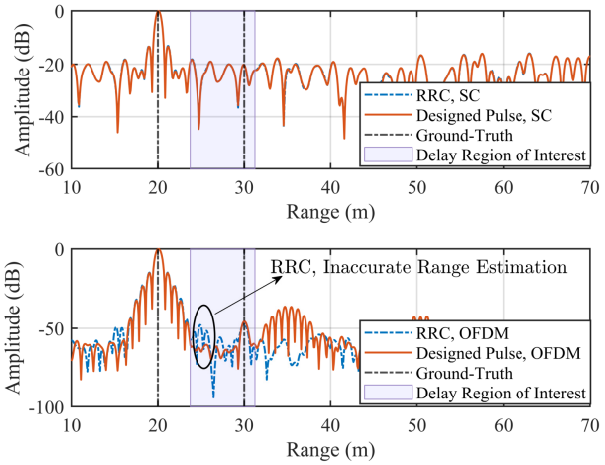 0
-20
-40
-60
Amplitude (dB)
RRC, SC
Designed Pulse, SC
Ground-Truth
Delay Region of Interest
10 20 30 40 50 60 70
Range (m)
0
-50
-100
Amplitude (dB)
RRC, Inaccurate Range Estimation
RRC, OFDM
Designed Pulse, OFDM
Ground-Truth
Delay Region of Interest
10 20 30 40 50 60 70
Range (m)